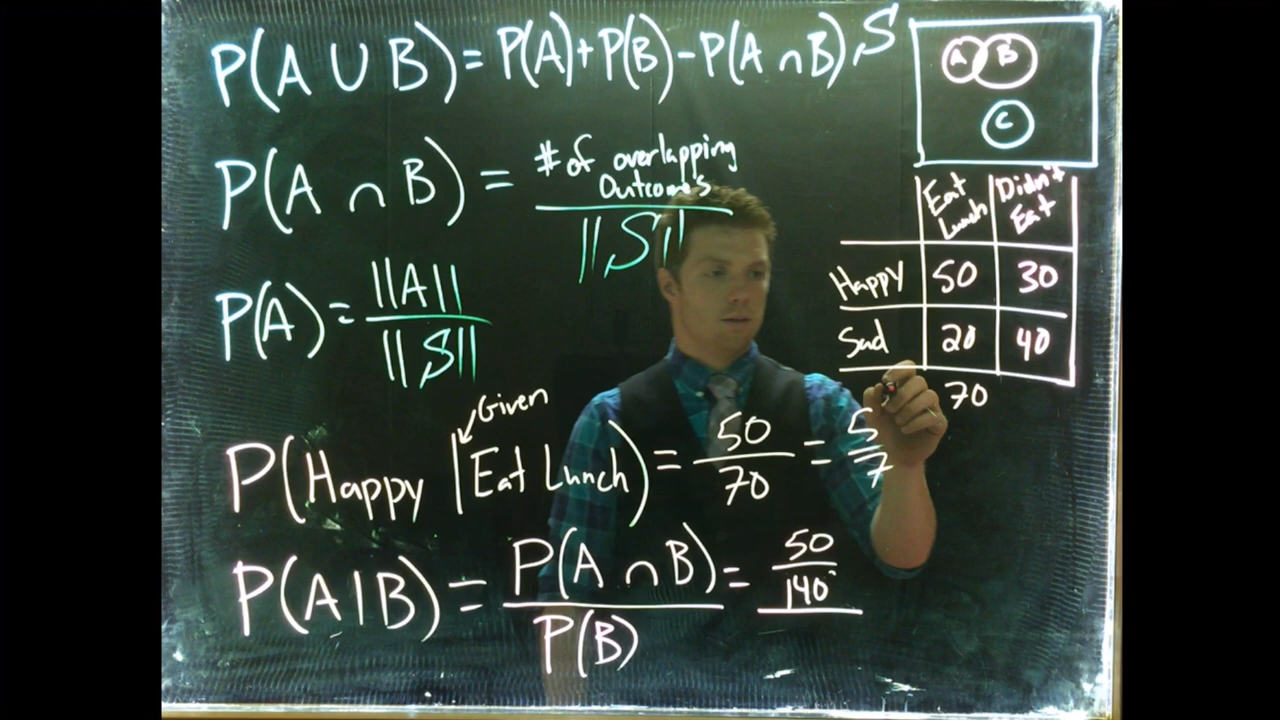 P(A ∪ B) = P(A) + P(B) - P(A ∩ B) S
A B
C
P(A ∩ B) = # of overlapping
Outcomes
||S||
P(A) = ||A||
||S||
Eat Lunch Didn't Eat
Happy 50 30
Sad 20 40
70
Given
P(Happy | Eat Lunch) = 50/70 = 5/7
P(A|B) = P(A ∩ B) = 50/140
P(B)